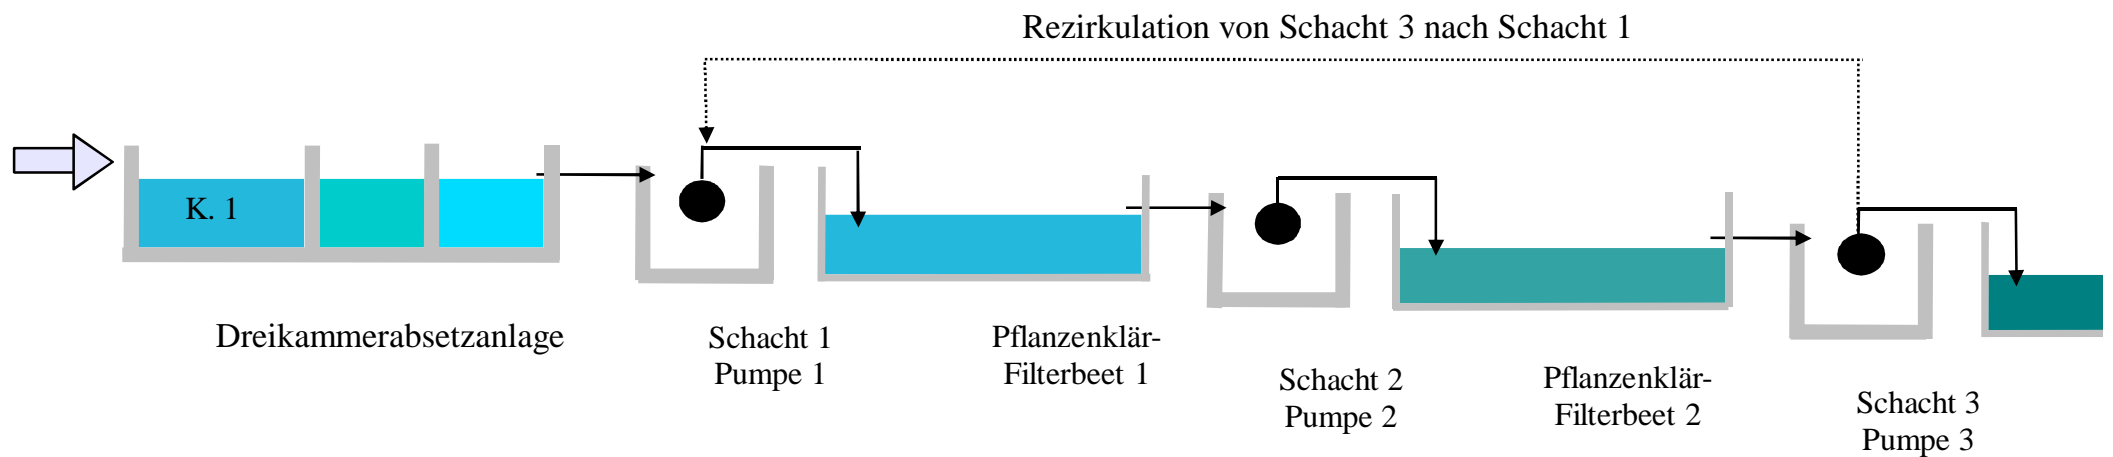 Rezirkulation von Schacht 3 nach Schacht 1
K. 1
Dreikammerabsetzanlage
Schacht 1
Pumpe 1
Pflanzenklär-
Filterbeet 1
Schacht 2
Pumpe 2
Pflanzenklär-
Filterbeet 2
Schacht 3
Pumpe 3